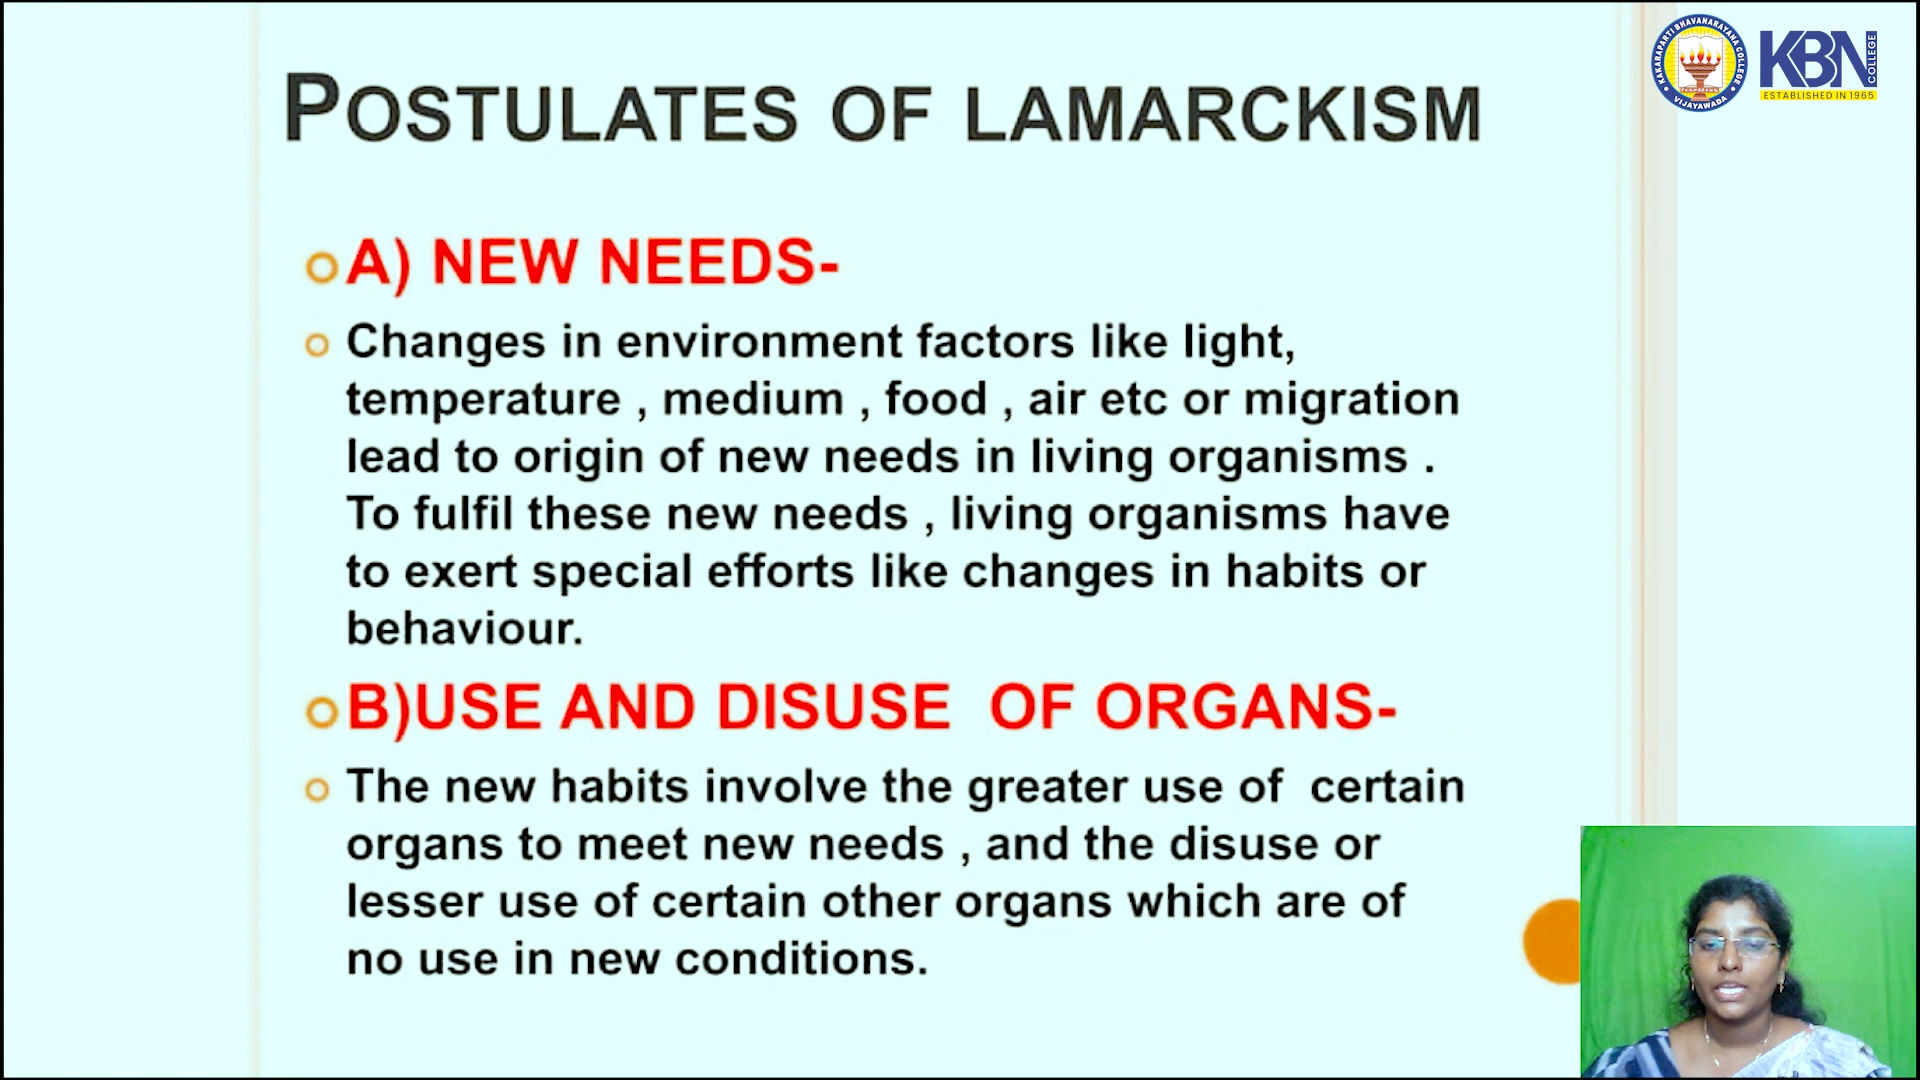 POSTULATES OF LAMARCKISM
A) NEW NEEDS-
Changes in environment factors like light,
temperature , medium , food , air etc or migration
lead to origin of new needs in living organisms .
To fulfil these new needs , living organisms have
to exert special efforts like changes in habits or
behaviour.
B)USE AND DISUSE OF ORGANS-
The new habits involve the greater use of certain
organs to meet new needs , and the disuse or
lesser use of certain other organs which are of
no use in new conditions.
KAKARAPARTI BHAVANARAYANA COLLEGE
VIJAYAWADA
KBN
COLLEGE
ESTABLISHED IN 1965